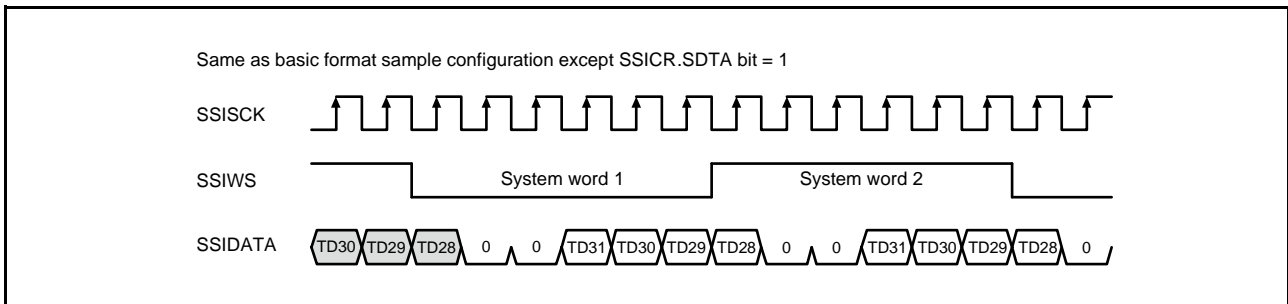 Same as basic format sample configuration except SSICR.SDTA bit = 1
SSISCK
SSIWS System word 1 System word 2
SSIDATA TD30 TD29 TD28 0 0 TD31 TD30 TD29 TD28 0 0 TD31 TD30 TD29 TD28 0